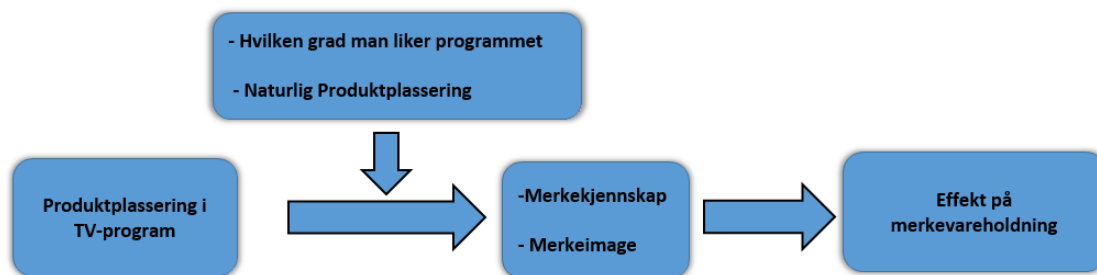 - Hvilken grad man liker programmet
- Naturlig Produktplassering
Produktplassering i
TV-program
-Merkekjennskap
- Merkeimage
Effekt på
merkevareholdning